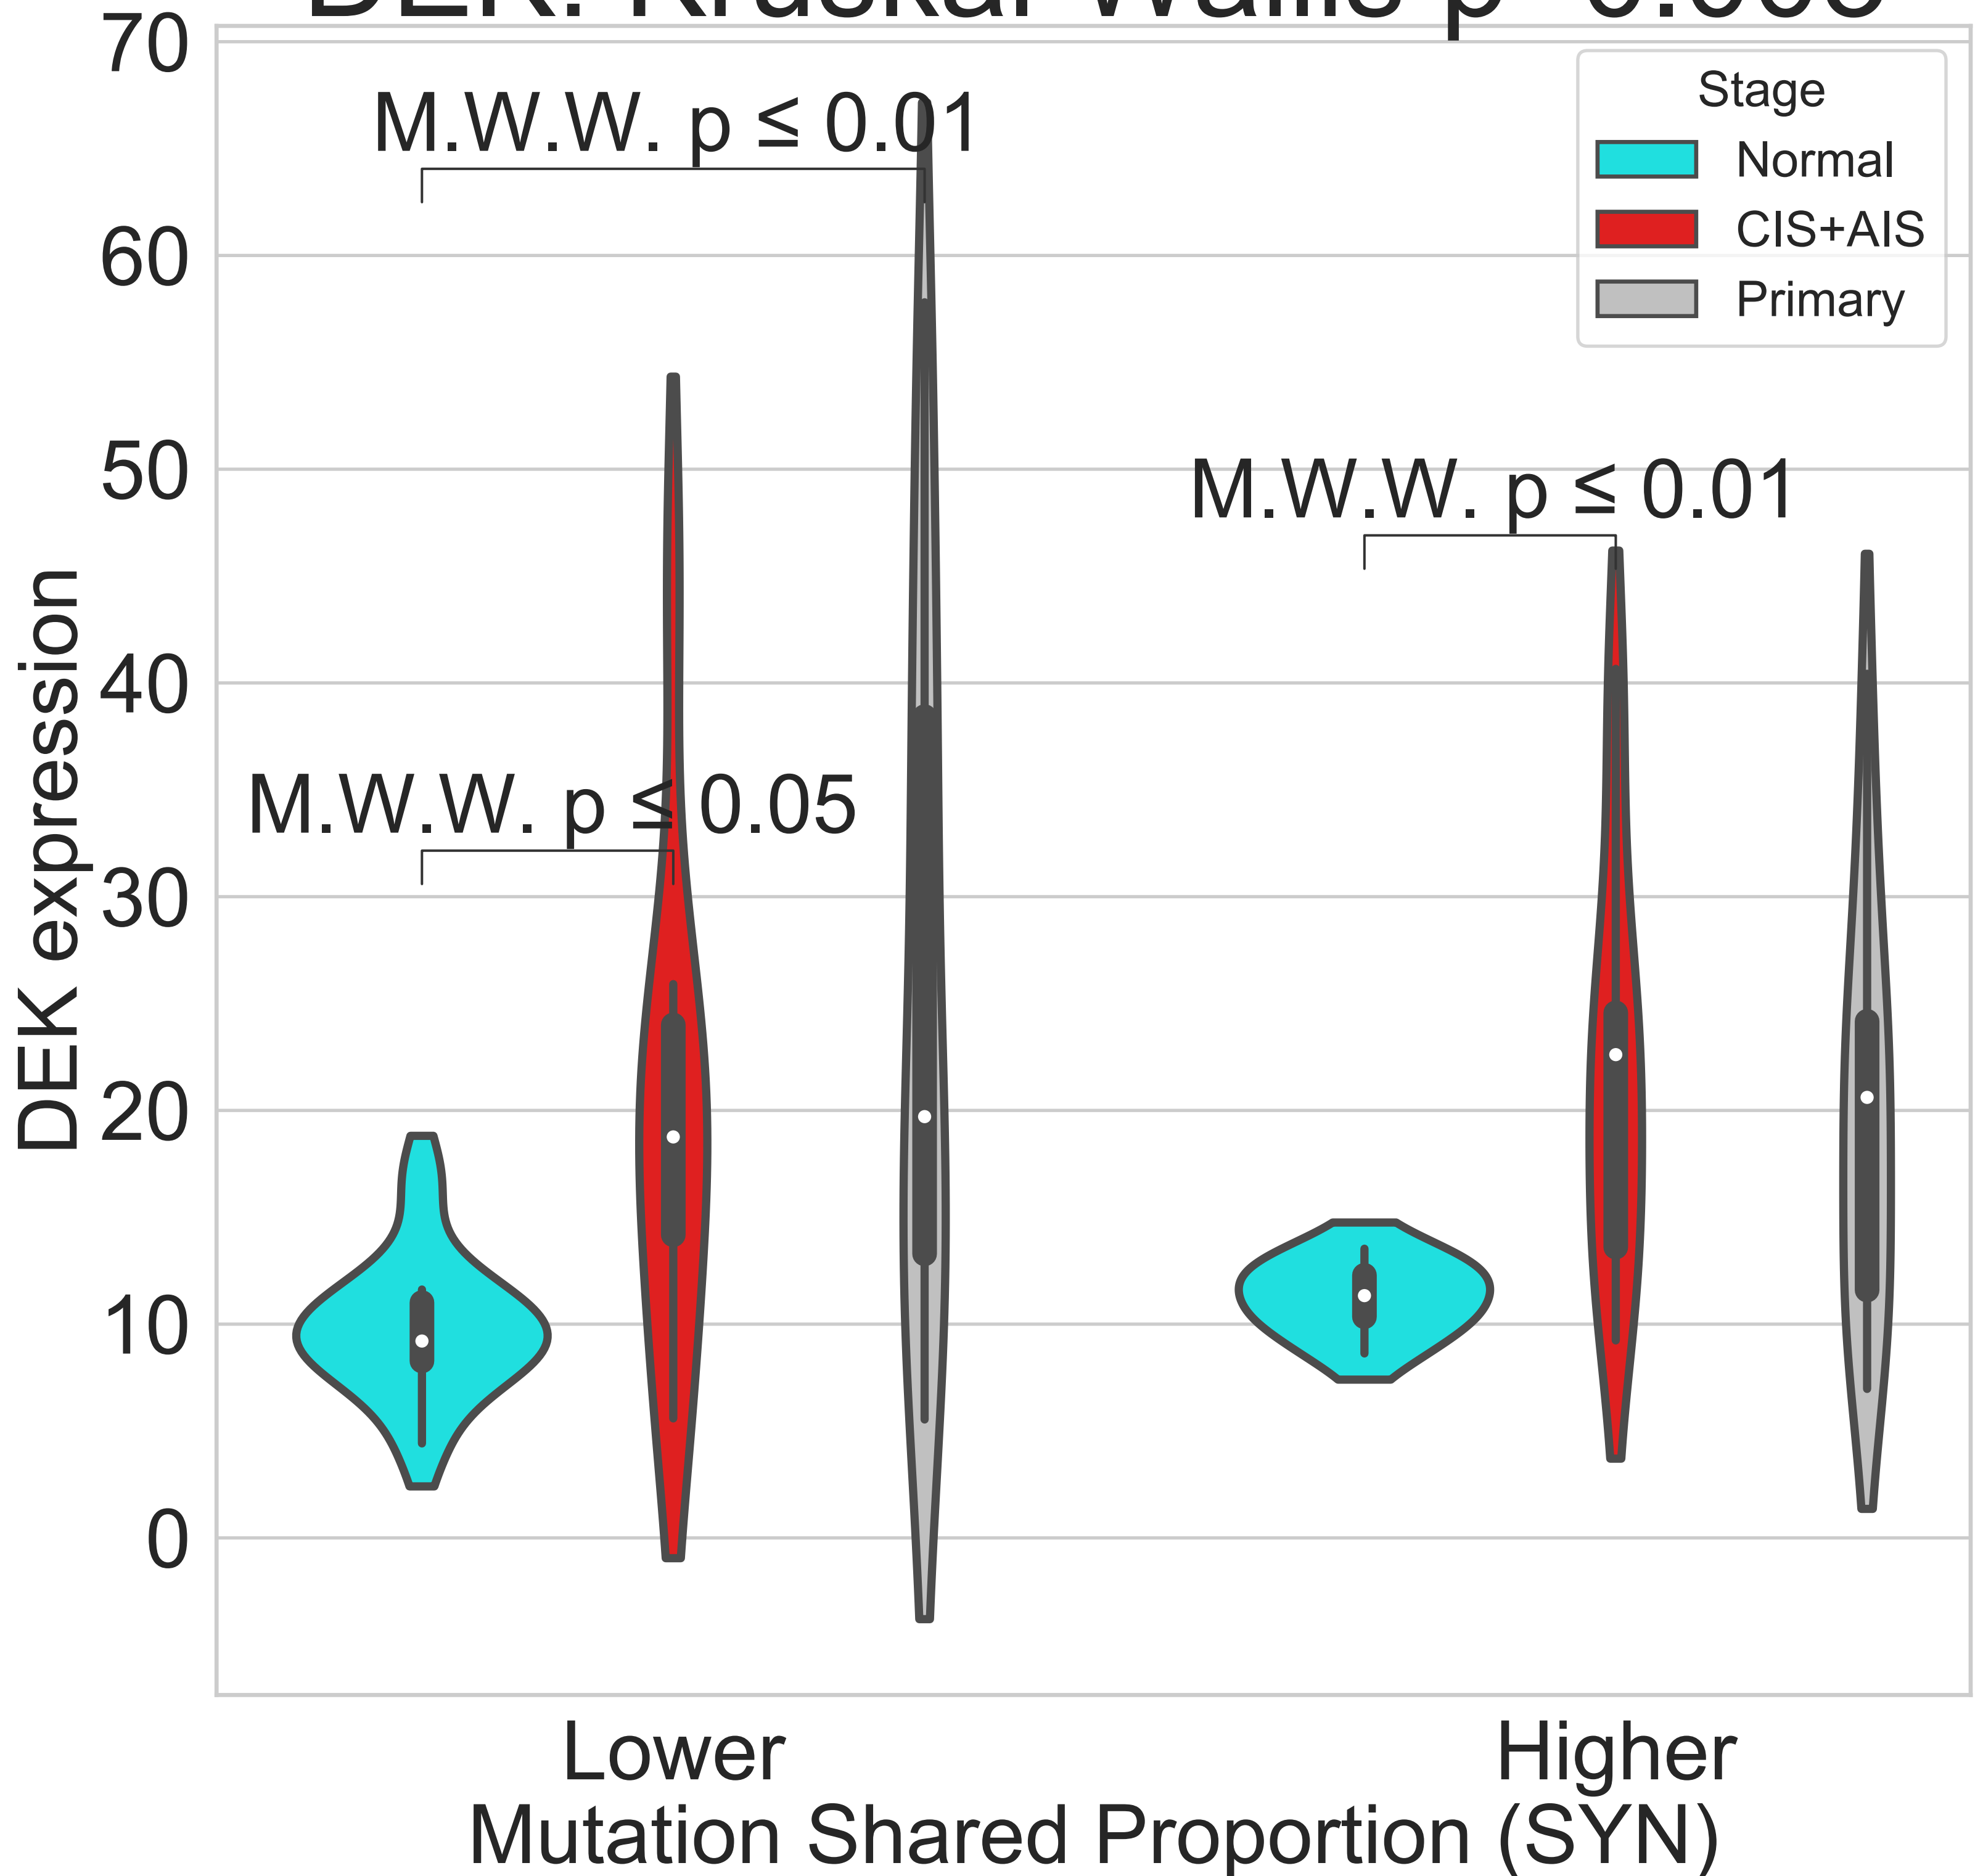 70
60
50
40
30
20
10
0
DEK expression
M.W.W. p ≤ 0.01
M.W.W. p ≤ 0.05
M.W.W. p ≤ 0.01
Stage
Normal
CIS+AIS
Primary
Lower
Higher
Mutation Shared Proportion (SYN)